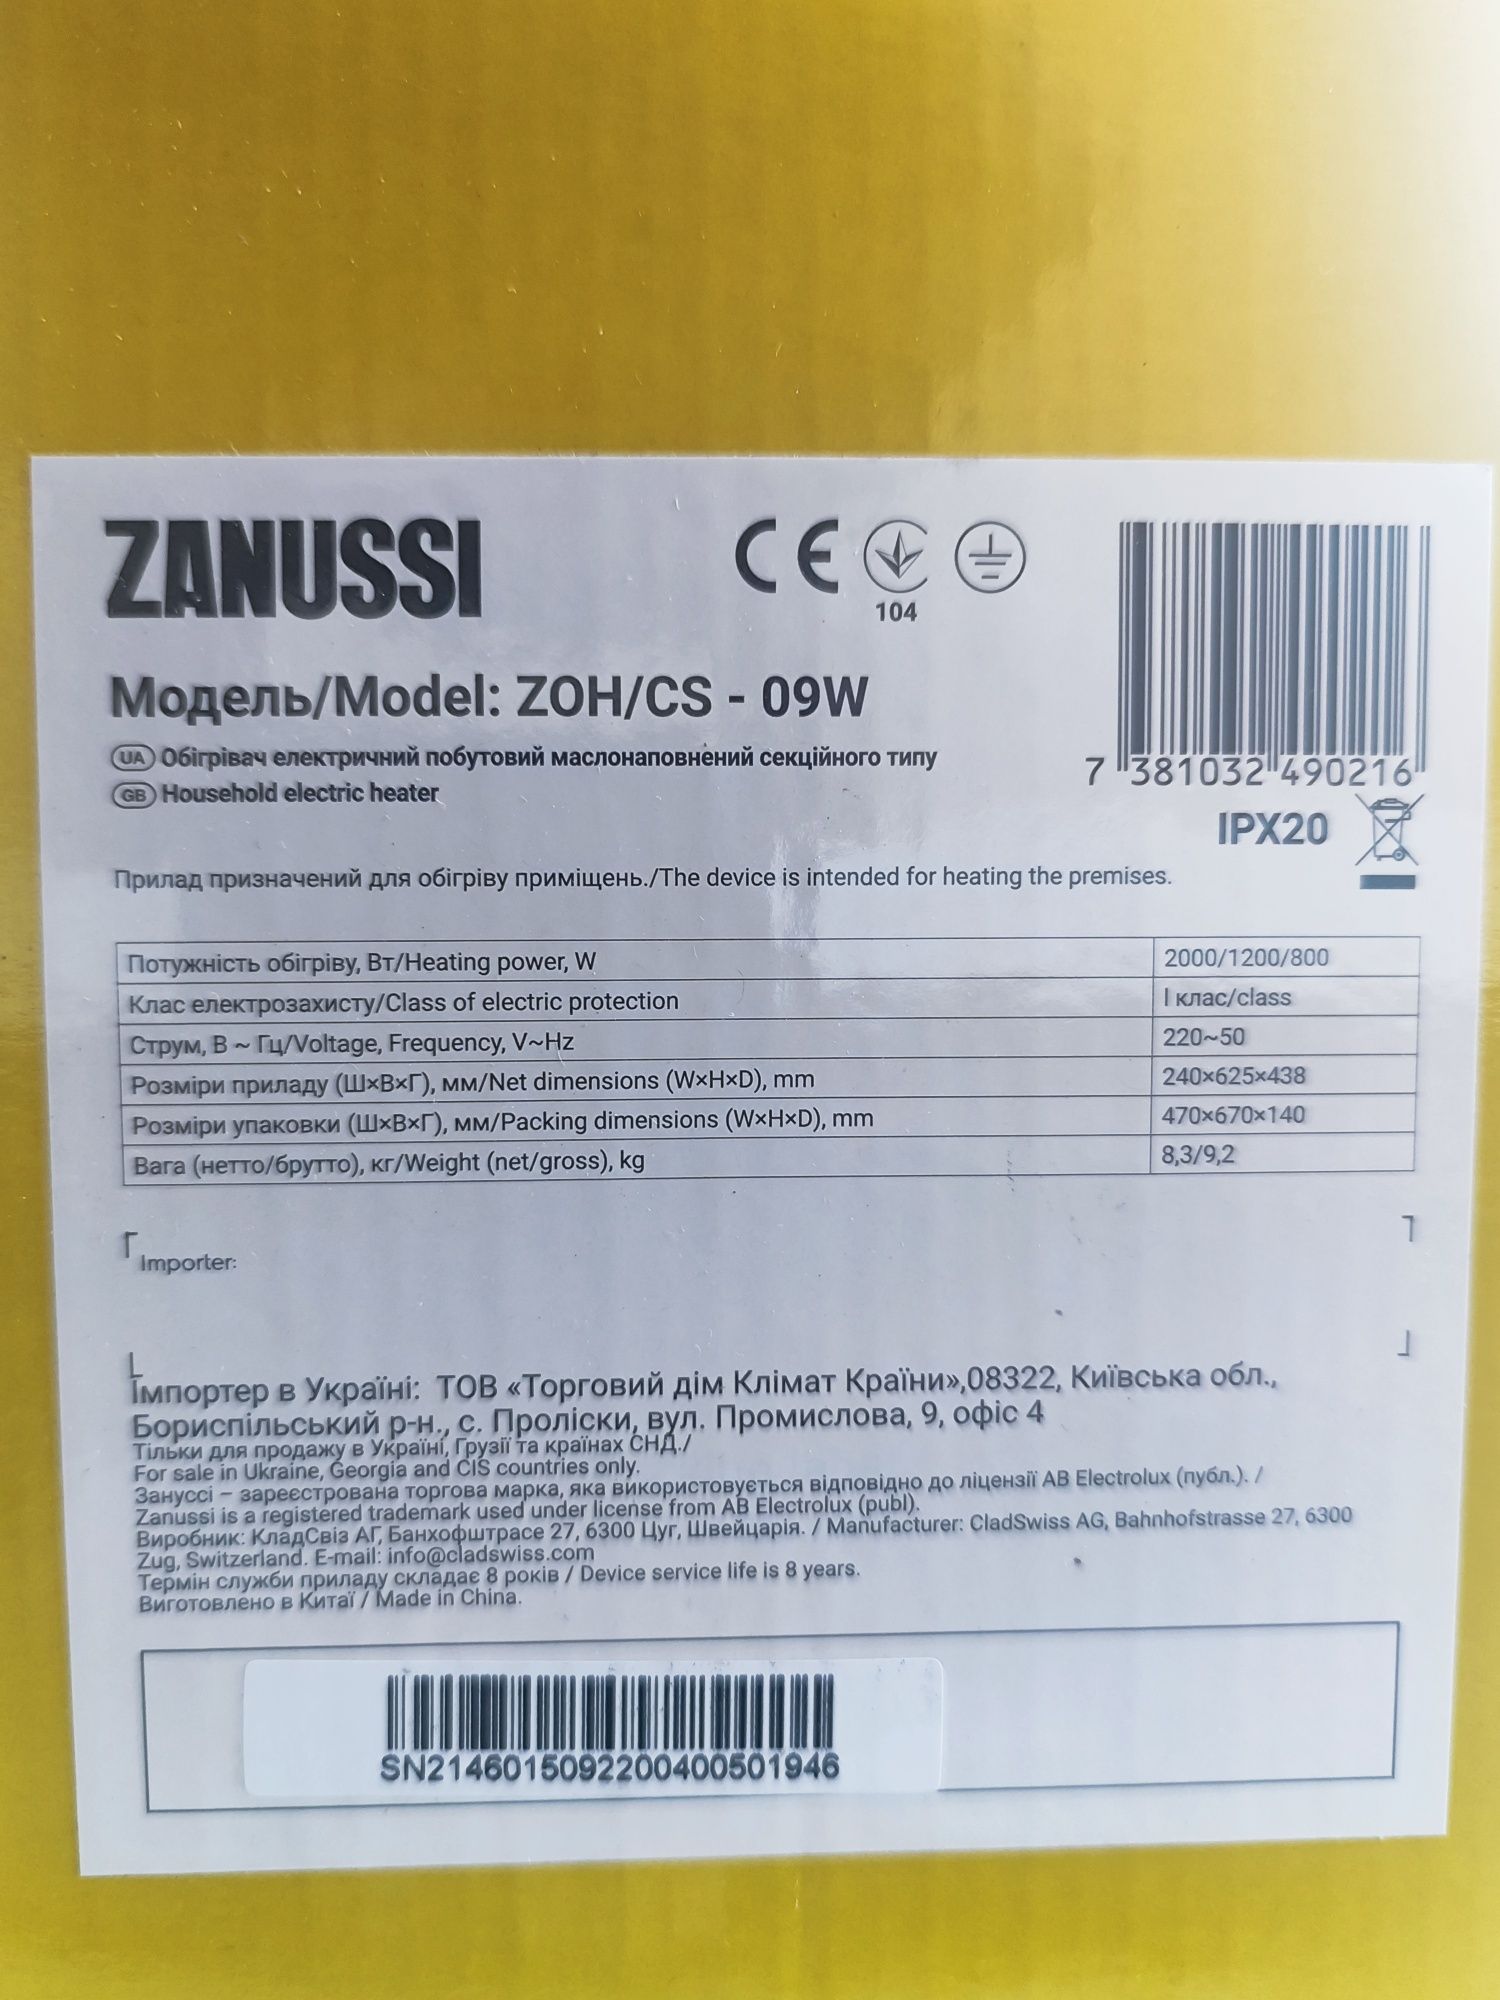 ZANUSSI
CE
104
Модель/Model: ZOH/CS - 09W
UA Обігрівач електричний побутовий маслонаповнений секційного типу
GB Household electric heater
7 381032 490216
IPX20
Прилад призначений для обігріву приміщень./The device is intended for heating the premises.
Потужність обігріву, Вт/Heating power, W 2000/1200/800
Клас електрозахисту/Class of electric protection I клас/class
Струм, В ~ Гц/Voltage, Frequency, V~Hz 220~50
Розміри приладу (Ш×В×Г), мм/Net dimensions (W×H×D), mm 240×625×438
Розміри упаковки (Ш×В×Г), мм/Packing dimensions (W×H×D), mm 470×670×140
Вага (нетто/брутто), кг/Weight (net/gross), kg 8,3/9,2
Importer:
Імпортер в Україні: ТОВ «Торговий дім Клімат Країни»,08322, Київська обл.,
Бориспільський р-н., с. Проліски, вул. Промислова, 9, офіс 4
Тільки для продажу в Україні, Грузії та країнах СНД./
For sale in Ukraine, Georgia and CIS countries only.
Зануссі – зареєстрована торгова марка, яка використовується відповідно до ліцензії AB Electrolux (публ.). /
Zanussi is a registered trademark used under license from AB Electrolux (publ).
Виробник: КладСвіз АГ, Банхофштрасе 27, 6300 Цуг, Швейцарія. / Manufacturer: CladSwiss AG, Bahnhofstrasse 27, 6300
Zug, Switzerland. E-mail: info@cladswiss.com
Термін служби приладу складає 8 років / Device service life is 8 years.
Виготовлено в Китаї / Made in China.
SN2146015092200400501946